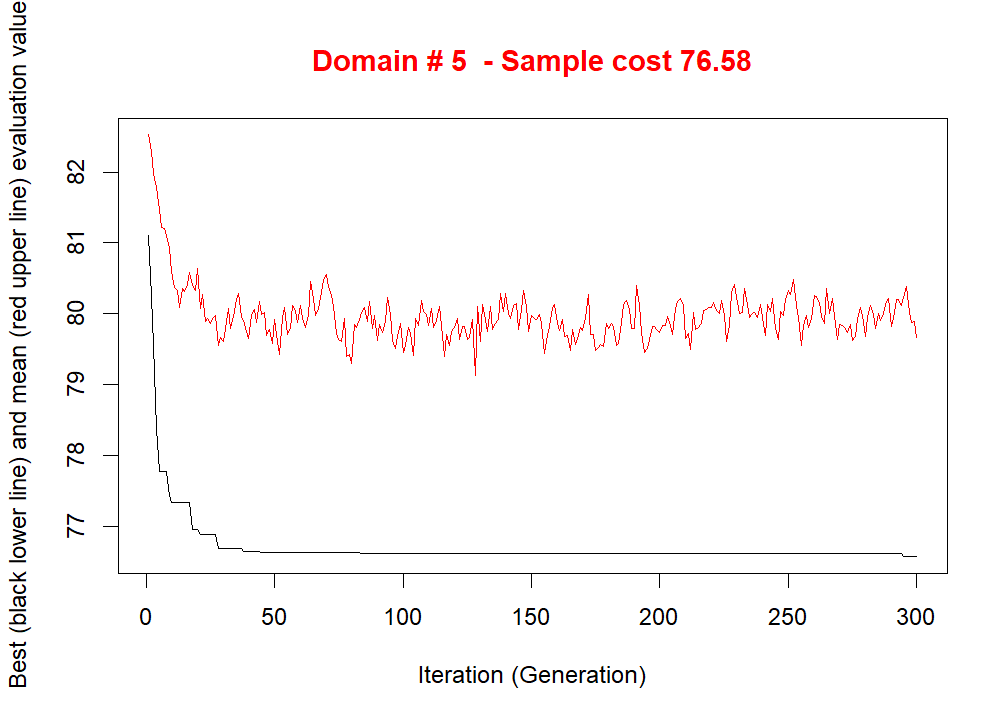 Domain # 5  - Sample cost 76.58
Best (black lower line) and mean (red upper line) evaluation value
82
81
80
79
78
77
0 50 100 150 200 250 300
Iteration (Generation)